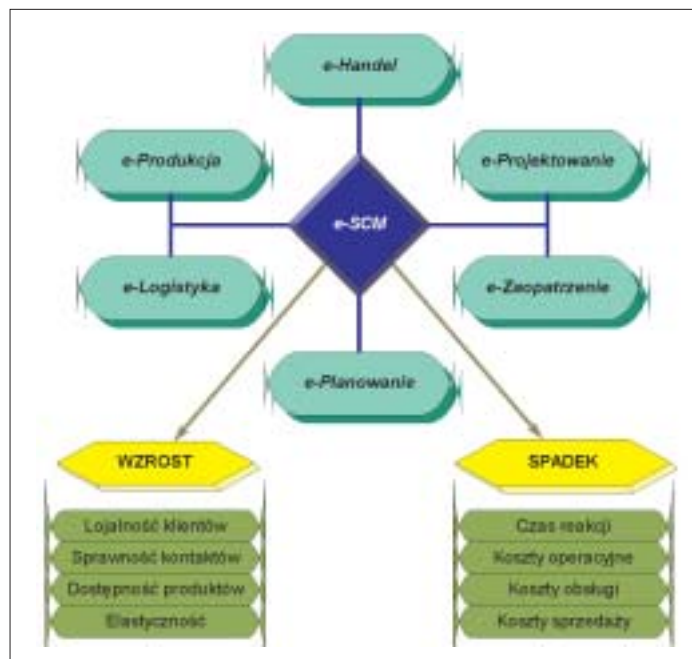 e-Handel
e-Produkcja
e-Projektowanie
e-SCM
e-Logistyka
e-Zaopatrzenie
e-Planowanie
WZROST
Lojalność klientów
Sprawność kontaktów
Dostępność produktów
Elastyczność
SPADEK
Czas reakcji
Koszty operacyjne
Koszty obsługi
Koszty sprzedaży